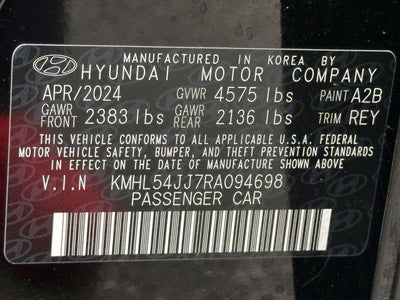 MANUFACTURED IN KOREA BY
HYUNDAI MOTOR COMPANY
APR/2024 GVWR 4575 lbs PAINT A2B
GAWR FRONT 2383 lbs GAWR REAR 2136 lbs TRIM REY
THIS VEHICLE CONFORMS TO ALL APPLICABLE U.S.A. FEDERAL
MOTOR VEHICLE SAFETY, BUMPER, AND THEFT PREVENTION STANDARDS
IN EFFECT ON THE DATE OF MANUFACTURE SHOWN ABOVE.
V.I.N KMHL54JJ7RA094698
PASSENGER CAR